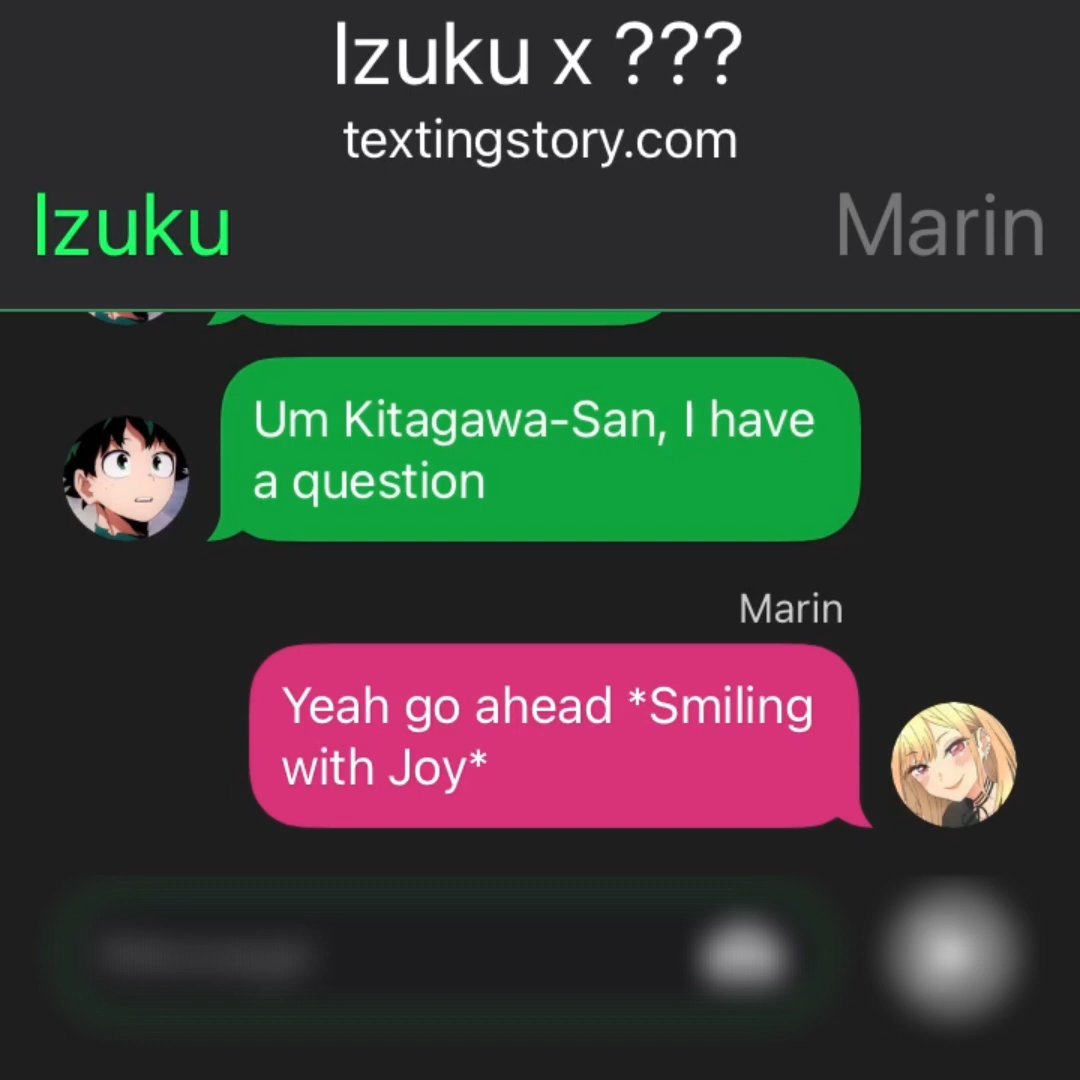 Izuku x ???
textingstory.com
Izuku
Marin
Um Kitagawa-San, I have
a question
Marin
Yeah go ahead *Smiling
with Joy*